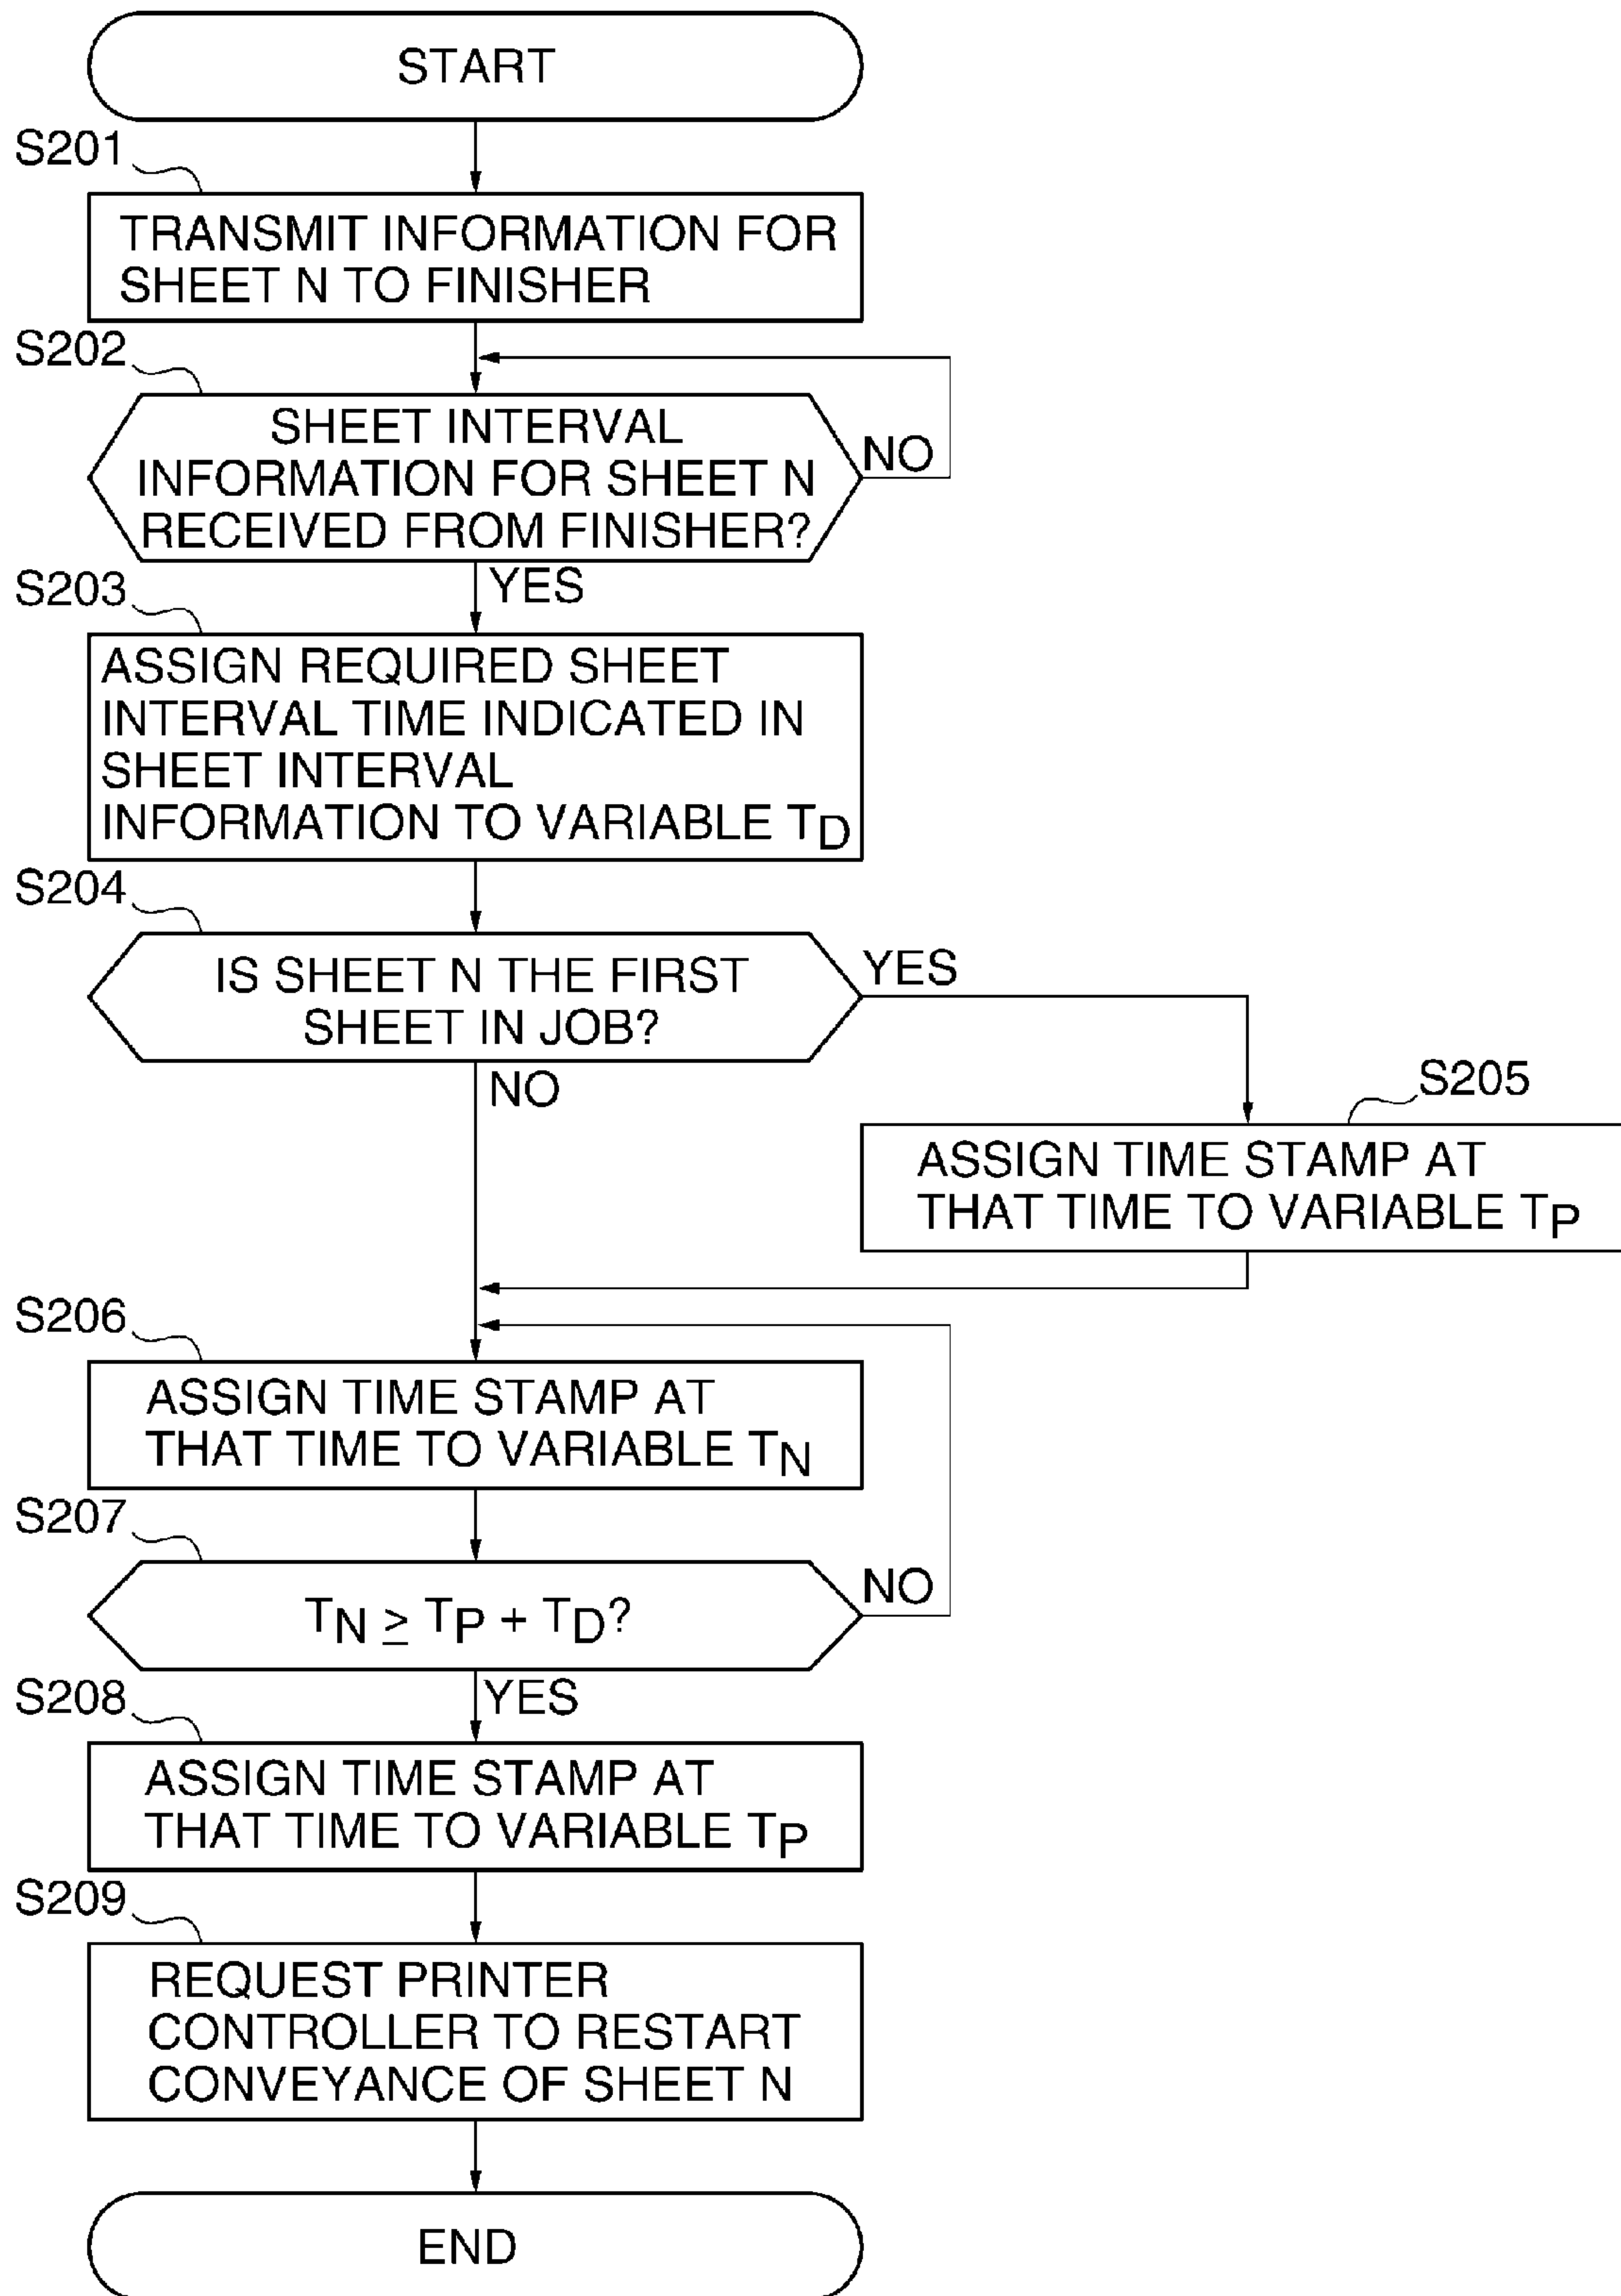 START
S201
TRANSMIT INFORMATION FOR
SHEET N TO FINISHER
S202
SHEET INTERVAL
INFORMATION FOR SHEET N
RECEIVED FROM FINISHER?
NO
YES
S203
ASSIGN REQUIRED SHEET
INTERVAL TIME INDICATED IN
SHEET INTERVAL
INFORMATION TO VARIABLE TD
S204
IS SHEET N THE FIRST
SHEET IN JOB?
YES
NO
S205
ASSIGN TIME STAMP AT
THAT TIME TO VARIABLE TP
S206
ASSIGN TIME STAMP AT
THAT TIME TO VARIABLE TN
S207
TN ≥ TP + TD?
NO
YES
S208
ASSIGN TIME STAMP AT
THAT TIME TO VARIABLE TP
S209
REQUEST PRINTER
CONTROLLER TO RESTART
CONVEYANCE OF SHEET N
END